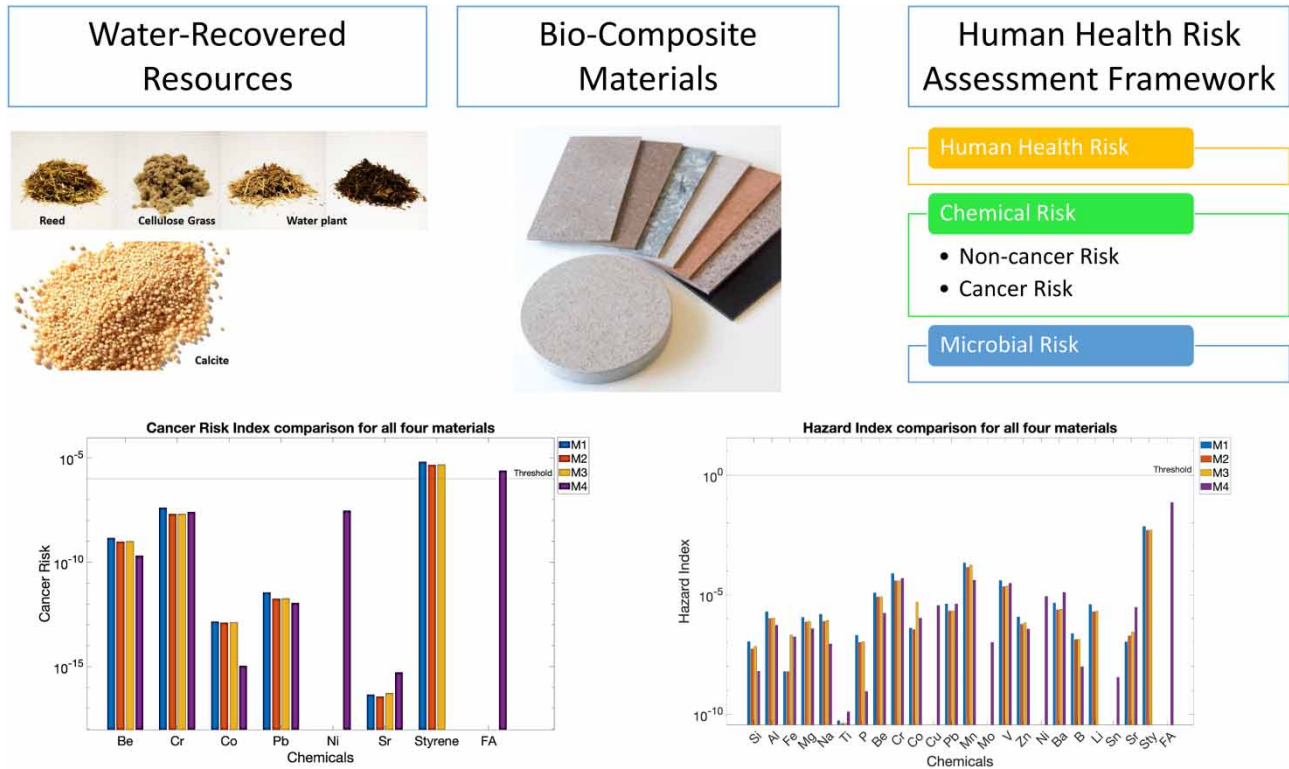 Water-Recovered
Resources
Bio-Composite
Materials
Human Health Risk
Assessment Framework
Reed
Cellulose Grass
Water plant
Calcite
Human Health Risk
Chemical Risk
• Non-cancer Risk
• Cancer Risk
Microbial Risk
Cancer Risk Index comparison for all four materials
M1
M2
M3
M4
Threshold
Cancer Risk
10⁻⁵
10⁻¹⁰
10⁻¹⁵
Be Cr Co Pb Ni Sr Styrene FA
Chemicals
Hazard Index comparison for all four materials
M1
M2
M3
M4
Threshold
Hazard Index
10⁰
10⁻⁵
10⁻¹⁰
Si Al Fe Mg Na Ti P Be Cr Co Cu Pb Mn Mo V Zn Ni Ba B Li Sn Sr Sty FA
Chemicals